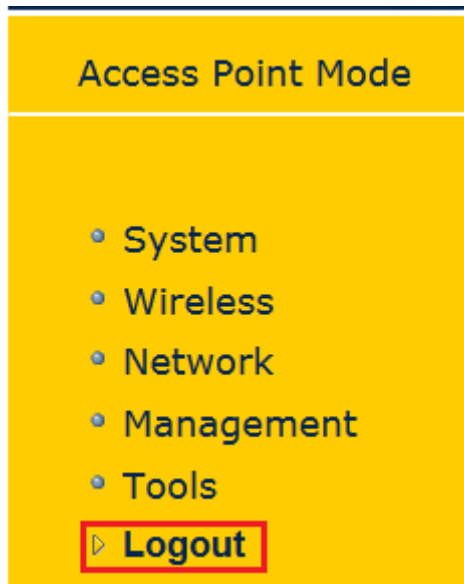 Access Point Mode
System
Wireless
Network
Management
Tools
Logout